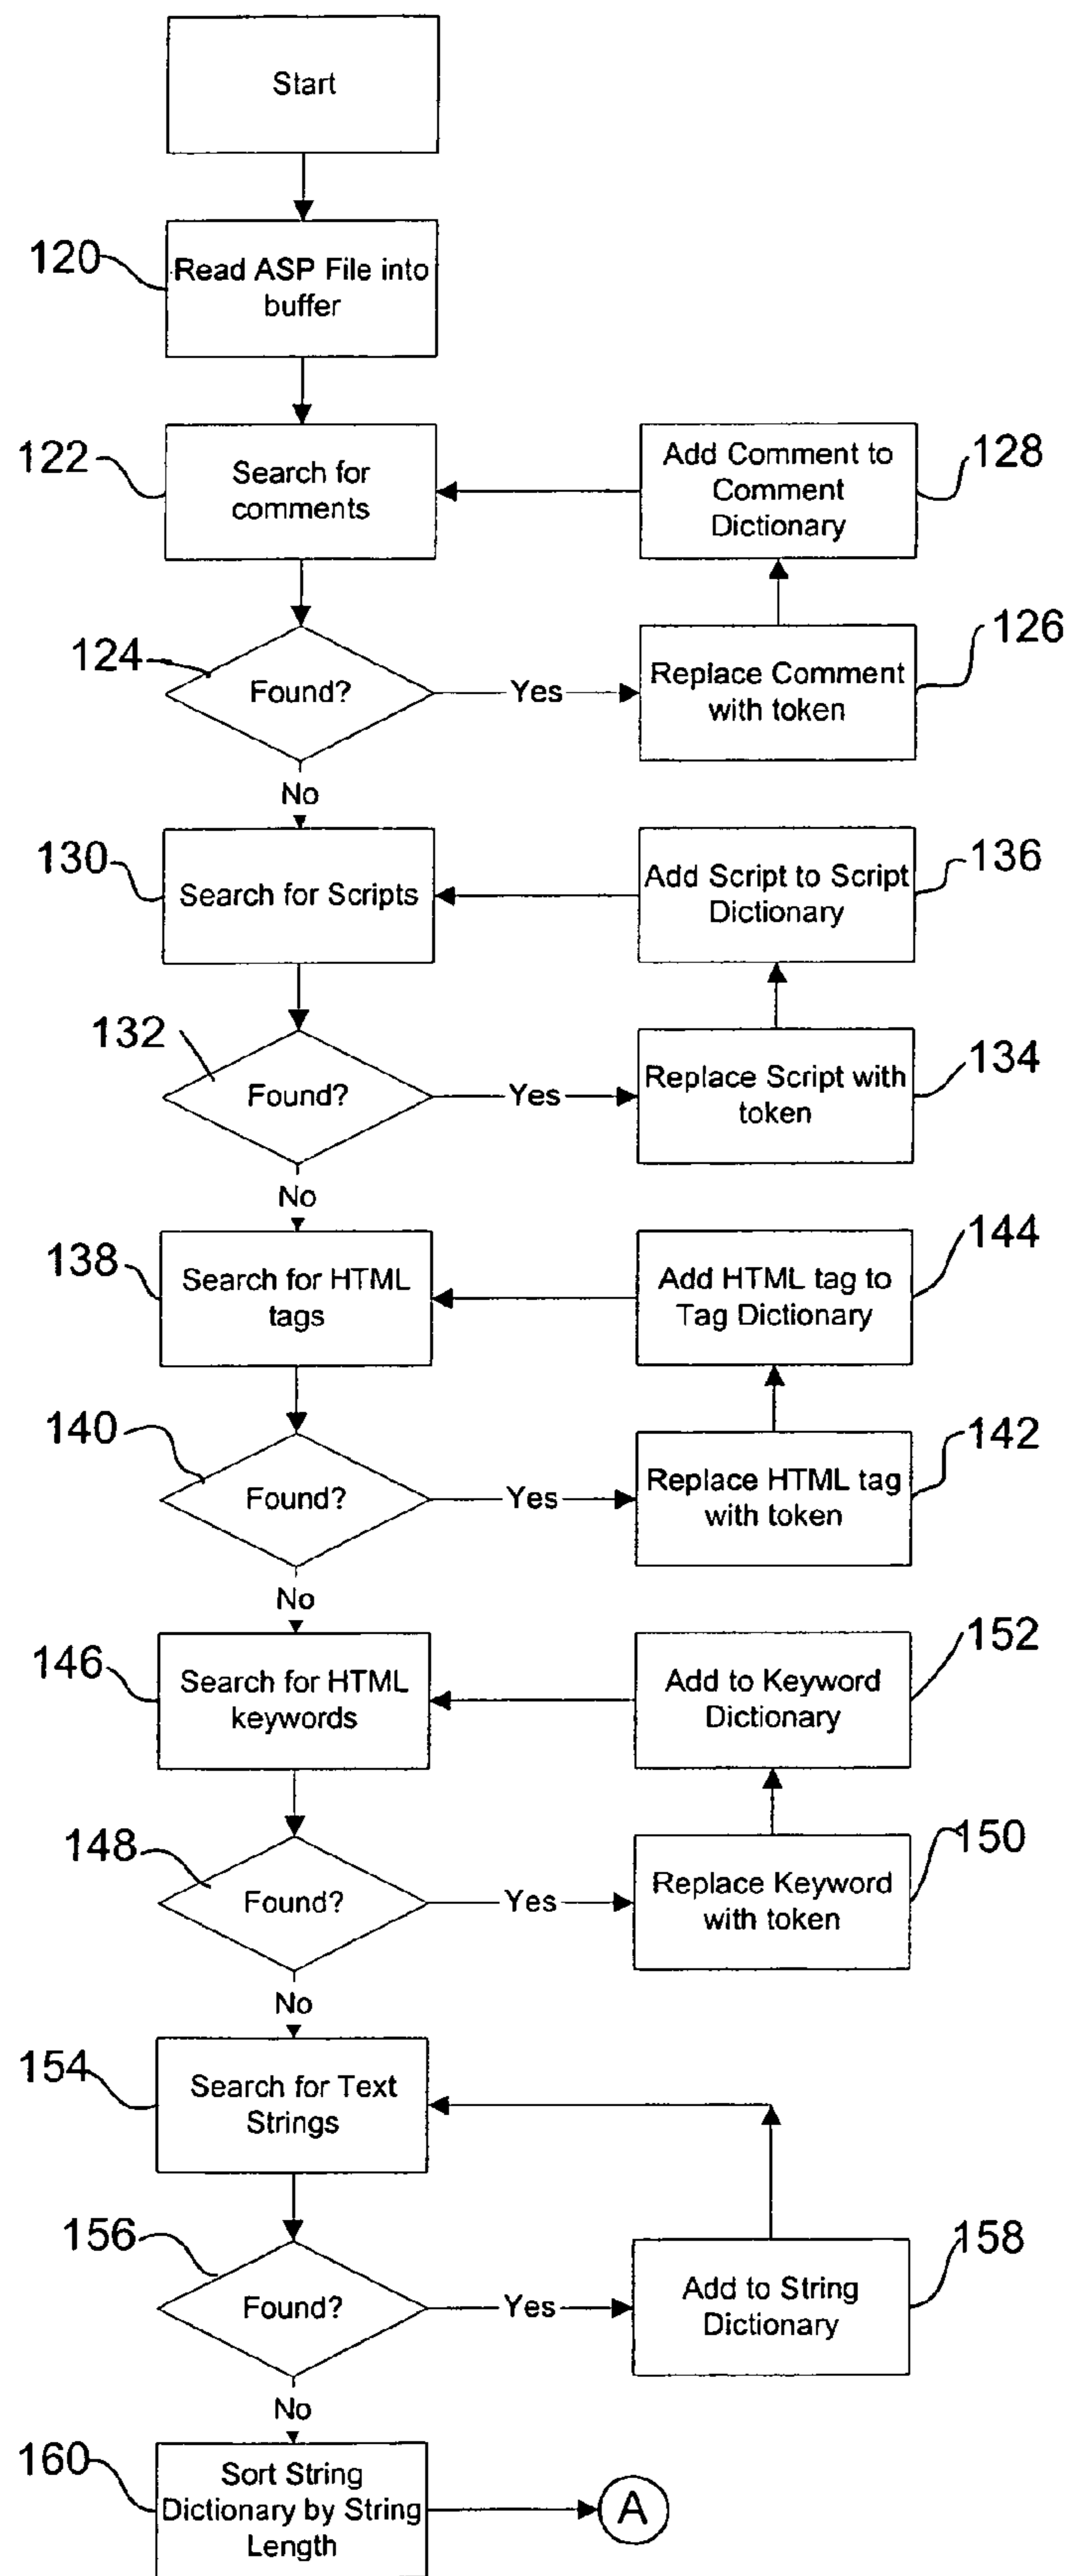 Start
120
Read ASP File into
buffer
122
Search for
comments
Add Comment to
Comment
Dictionary
128
124
Found?
Yes
Replace Comment
with token
126
No
130
Search for Scripts
Add Script to Script
Dictionary
136
132
Found?
Yes
Replace Script with
token
134
No
138
Search for HTML
tags
Add HTML tag to
Tag Dictionary
144
140
Found?
Yes
Replace HTML tag
with token
142
No
146
Search for HTML
keywords
Add to Keyword
Dictionary
152
148
Found?
Yes
Replace Keyword
with token
150
No
154
Search for Text
Strings
156
Found?
Yes
Add to String
Dictionary
158
No
160
Sort String
Dictionary by String
Length
A